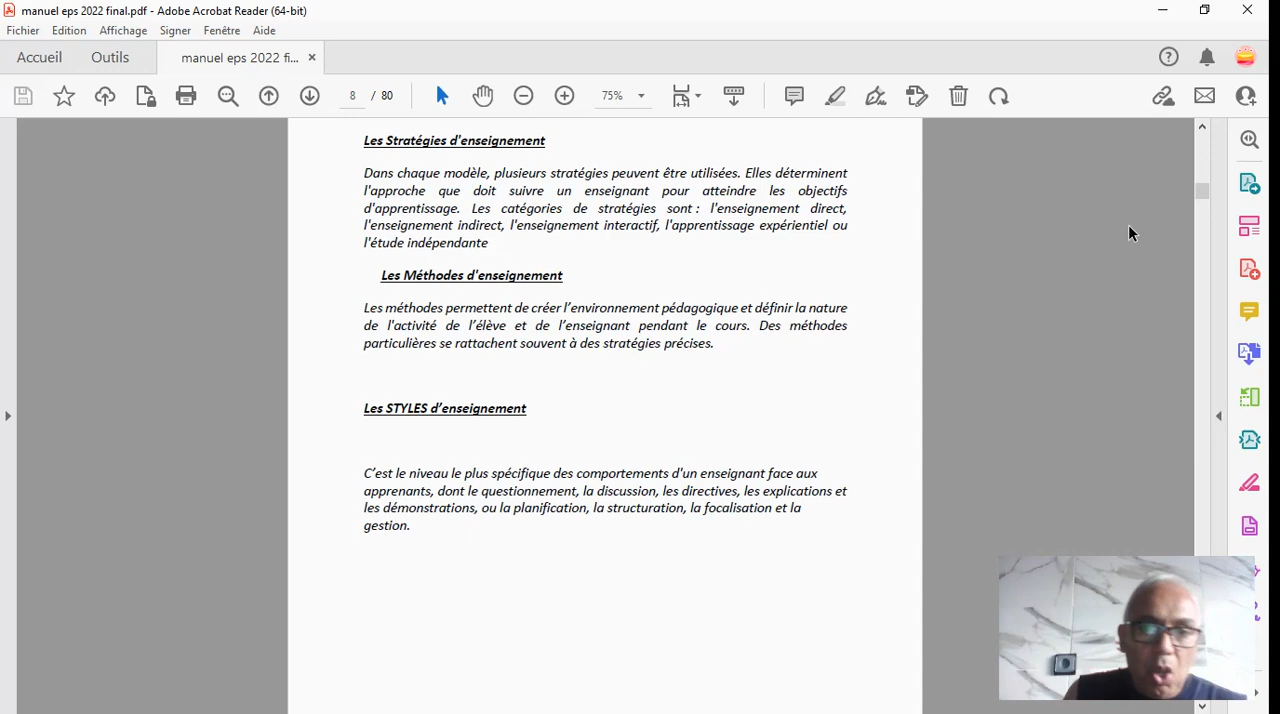 manuel eps 2022 final.pdf - Adobe Acrobat Reader (64-bit)
Fichier Edition Affichage Signer Fenêtre Aide
Accueil Outils manuel eps 2022 fi... ×
8 / 80 75%
Les Stratégies d'enseignement
Dans chaque modèle, plusieurs stratégies peuvent être utilisées. Elles déterminent
l'approche que doit suivre un enseignant pour atteindre les objectifs
d'apprentissage. Les catégories de stratégies sont : l'enseignement direct,
l'enseignement indirect, l'enseignement interactif, l'apprentissage expérientiel ou
l'étude indépendante
Les Méthodes d'enseignement
Les méthodes permettent de créer l’environnement pédagogique et définir la nature
de l'activité de l’élève et de l’enseignant pendant le cours. Des méthodes
particulières se rattachent souvent à des stratégies précises.
Les STYLES d’enseignement
C’est le niveau le plus spécifique des comportements d'un enseignant face aux
apprenants, dont le questionnement, la discussion, les directives, les explications et
les démonstrations, ou la planification, la structuration, la focalisation et la
gestion.